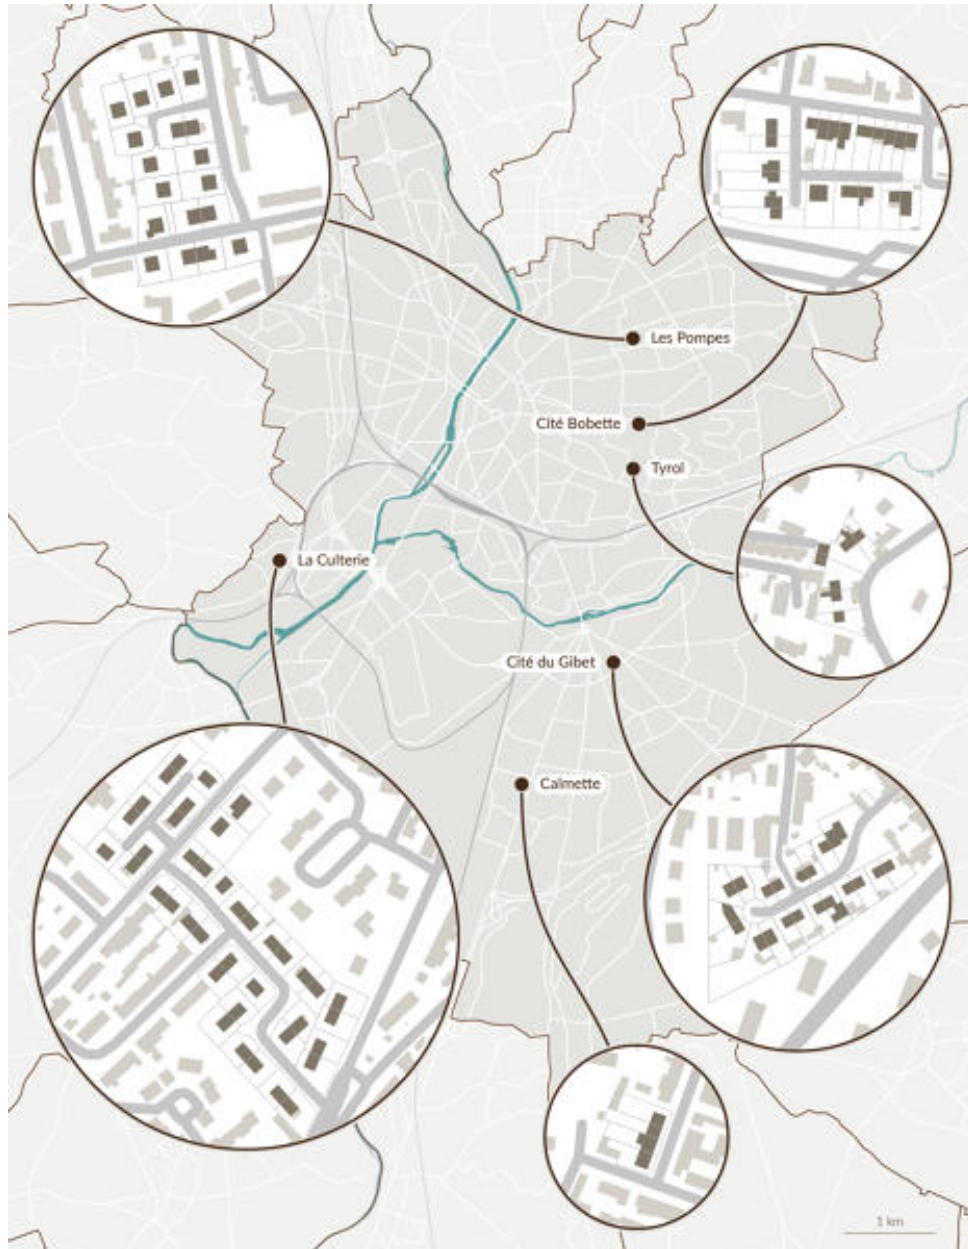 Les Pompes
Cité Bobette
Tyrol
La Culterie
Cité du Gibet
Calmette
1 km